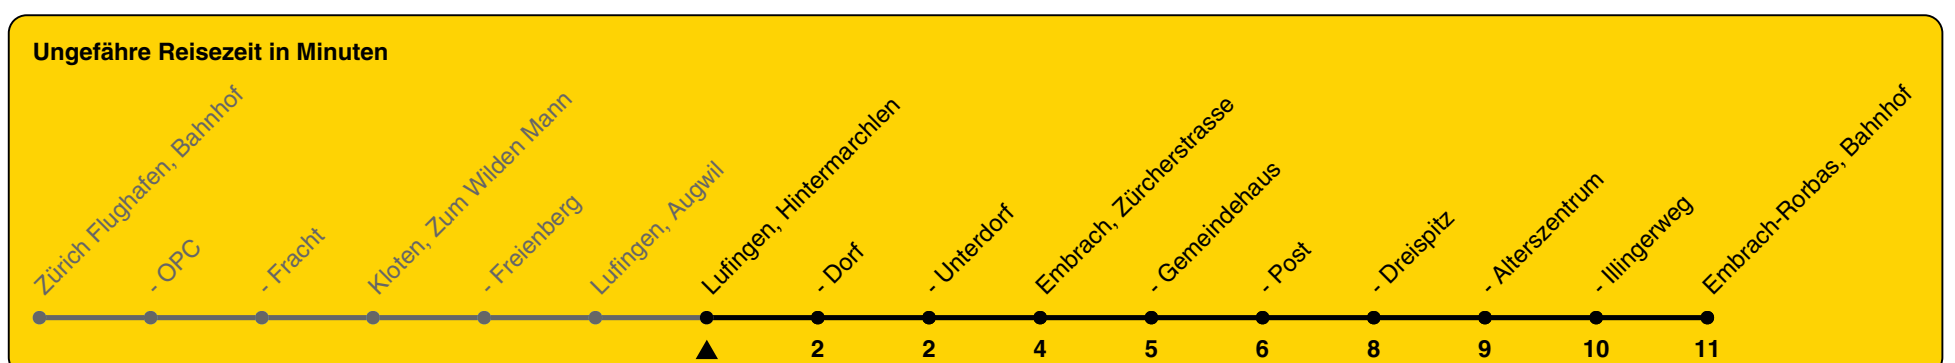 Ungefähre Reisezeit in Minuten
Zürich Flughafen, Bahnhof
- OPC
- Fracht
Kloten, Zum Wilden Mann
- Freienberg
Lufingen, Augwil
Lufingen, Hintermarchlen
- Dorf
- Unterdorf
Embrach, Zürcherstrasse
- Gemeindehaus
- Post
- Dreispitz
- Alterszentrum
- Illingerweg
Embrach-Rorbas, Bahnhof
2 2 4 5 6 8 9 10 11